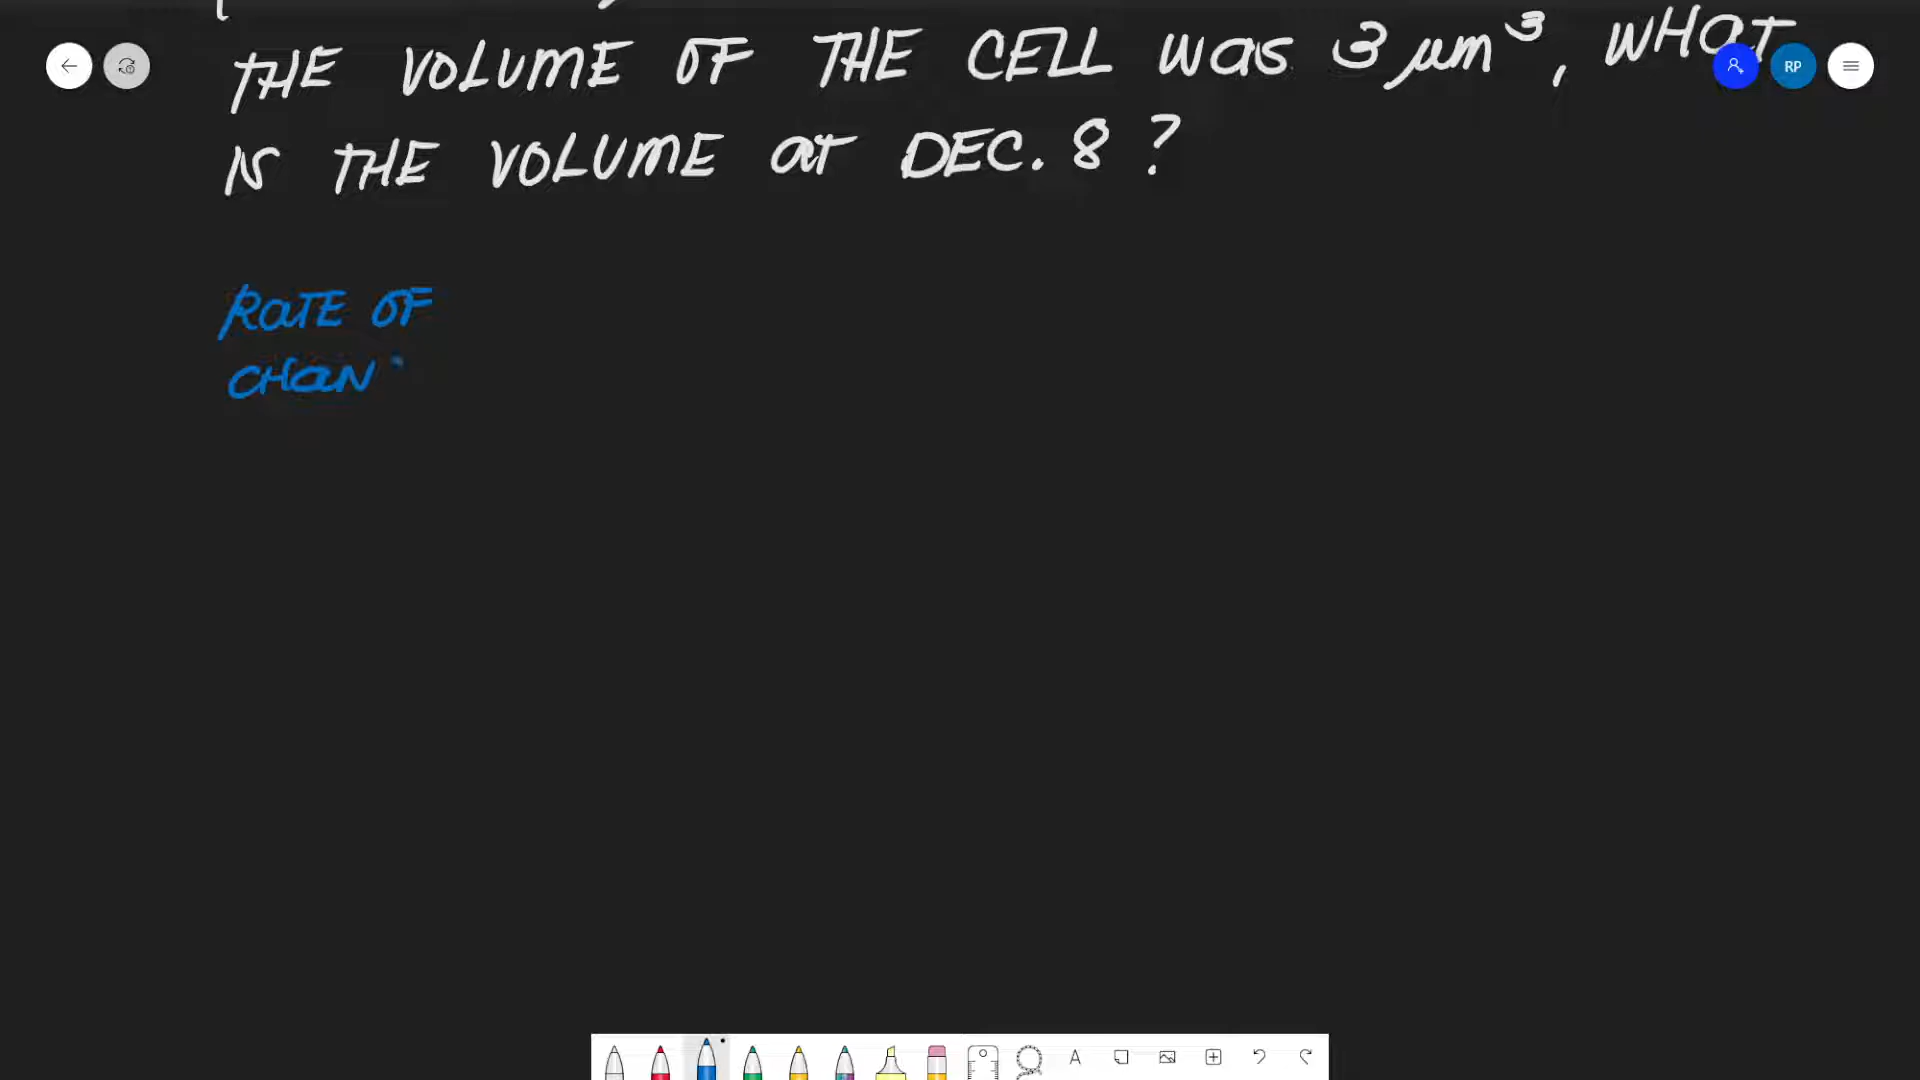 THE VOLUME OF THE CELL WAS 3 μm³, WHAT
IS THE VOLUME AT DEC. 8 ?
RATE OF
CHAN
RP
A